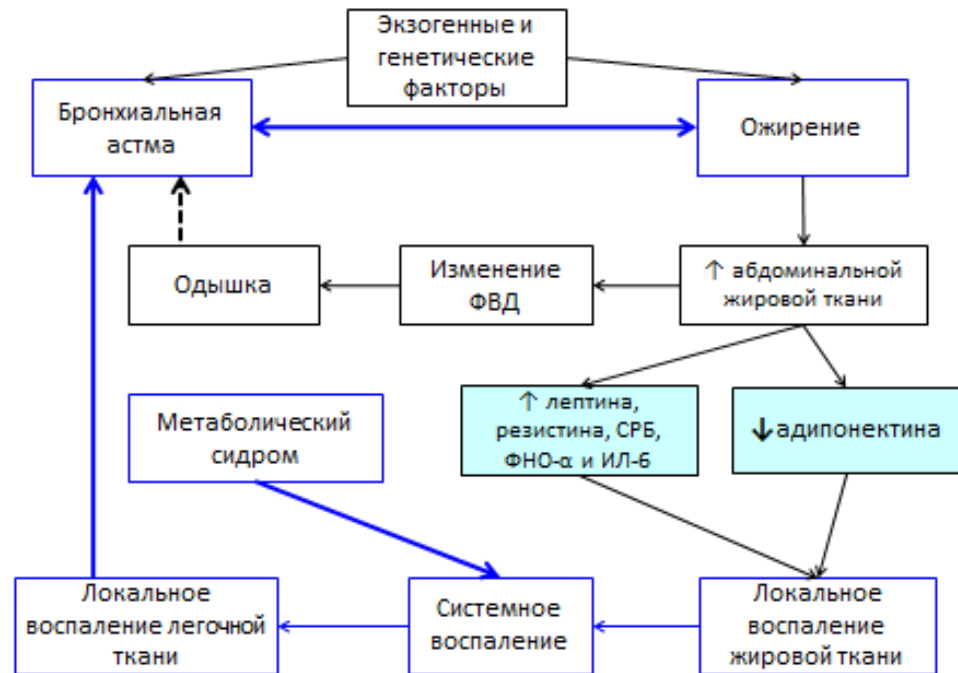 Экзогенные и
генетические
факторы
Бронхиальная
астма
Ожирение
Одышка
Изменение
ФВД
↑ абдоминальной
жировой ткани
Метаболический
сидром
↑ лептина,
резистина, СРБ,
ФНО-α и ИЛ-6
↓адипонектина
Локальное
воспаление легочной
ткани
Системное
воспаление
Локальное
воспаление
жировой ткани